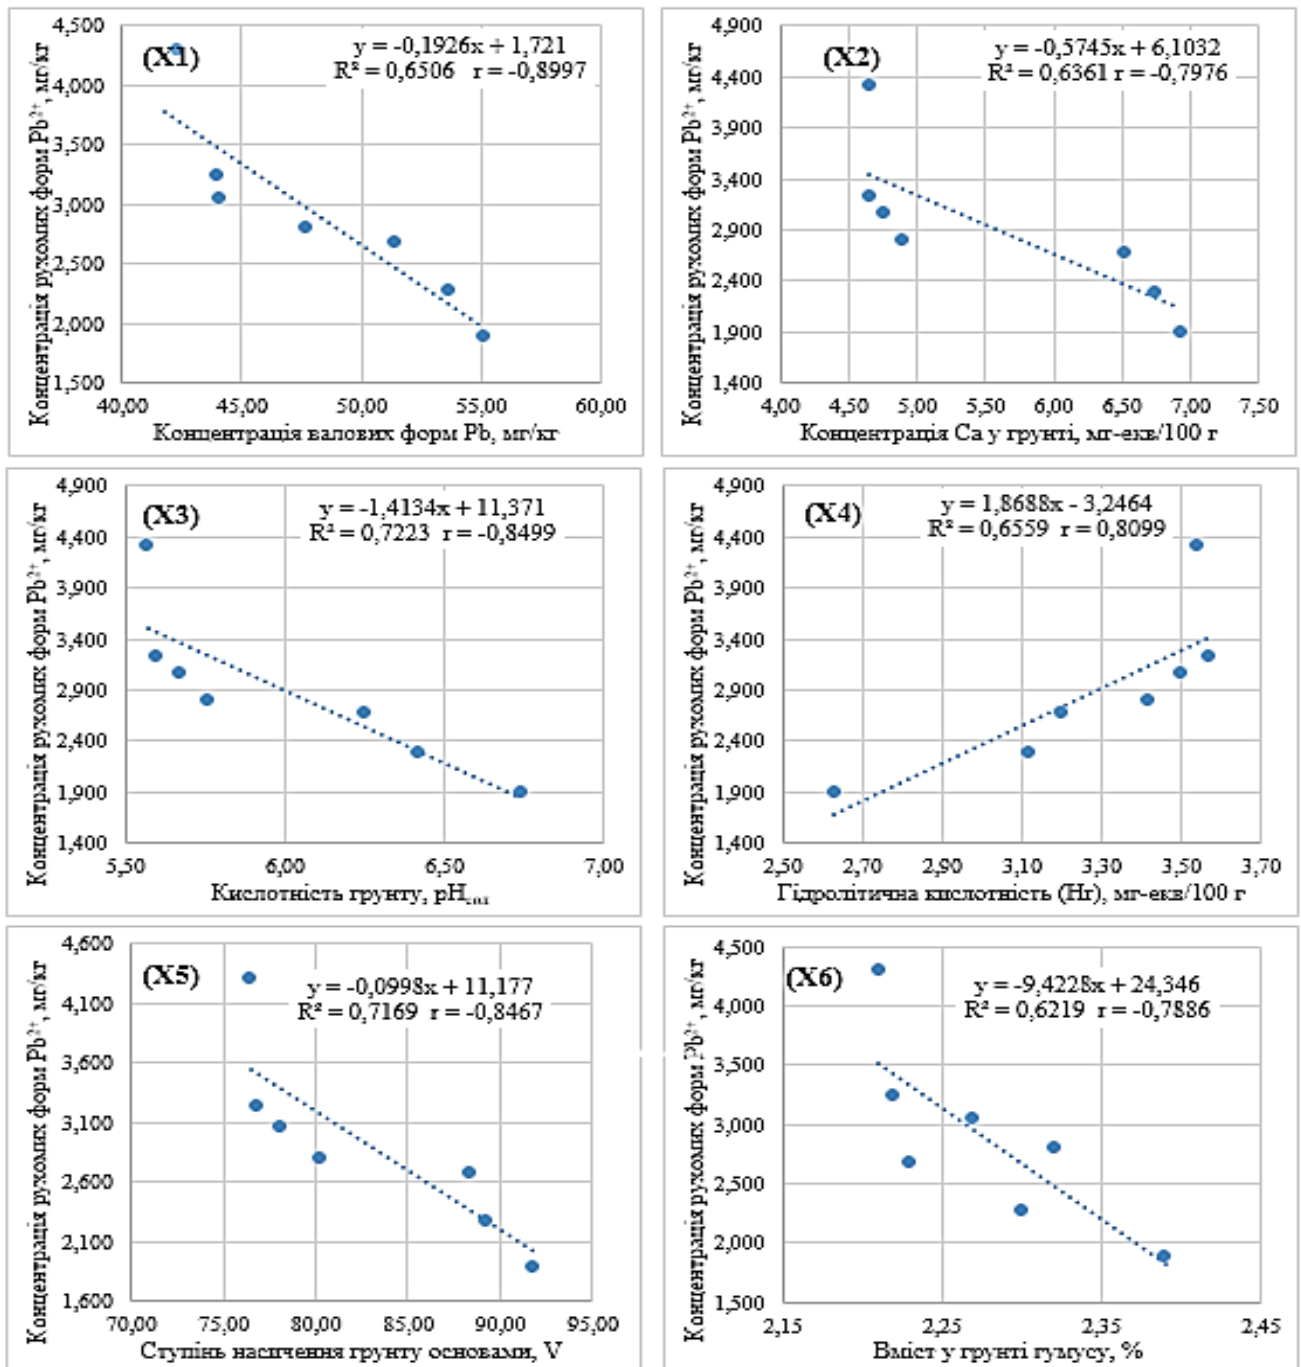 Концентрація рухомих форм Pb²⁺, мг/кг
4,500
4,000
3,500
3,000
2,500
2,000
1,500
(X1)
y = -0,1926x + 1,721
R² = 0,6506 r = -0,8997
40,00 45,00 50,00 55,00 60,00
Концентрація валових форм Pb, мг/кг
Концентрація рухомих форм Pb²⁺, мг/кг
4,900
4,400
3,900
3,400
2,900
2,400
1,900
1,400
(X2)
y = -0,5745x + 6,1032
R² = 0,6361 r = -0,7976
4,00 4,50 5,00 5,50 6,00 6,50 7,00 7,50
Концентрація Ca у грунті, мг-екв/100 г
Концентрація рухомих форм Pb²⁺, мг/кг
4,900
4,400
3,900
3,400
2,900
2,400
1,900
1,400
(X3)
y = -1,4134x + 11,371
R² = 0,7223 r = -0,8499
5,50 6,00 6,50 7,00
Кислотність грунту, pHсол
Концентрація рухомих форм Pb²⁺, мг/кг
4,900
4,400
3,900
3,400
2,900
2,400
1,900
1,400
(X4)
y = 1,8688x - 3,2464
R² = 0,6559 r = 0,8099
2,50 2,70 2,90 3,10 3,30 3,50 3,70
Гідролітична кислотність (Нг), мг-екв/100 г
Концентрація рухомих форм Pb²⁺, мг/кг
4,600
4,100
3,600
3,100
2,600
2,100
1,600
(X5)
y = -0,0998x + 11,177
R² = 0,7169 r = -0,8467
70,00 75,00 80,00 85,00 90,00 95,00
Ступінь насичення грунту основами, V
Концентрація рухомих форм Pb²⁺, мг/кг
4,500
4,000
3,500
3,000
2,500
2,000
1,500
(X6)
y = -9,4228x + 24,346
R² = 0,6219 r = -0,7886
2,15 2,25 2,35 2,45
Вміст у грунті гумусу, %